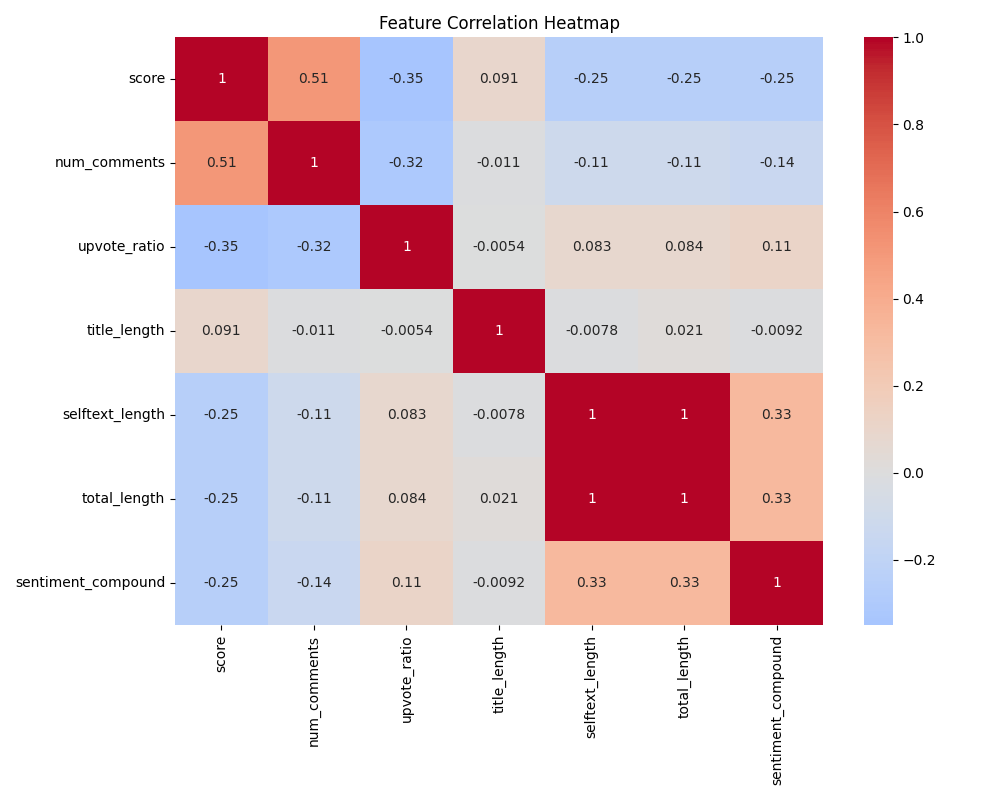 Feature Correlation Heatmap
score 1 0.51 -0.35 0.091 -0.25 -0.25 -0.25
num_comments 0.51 1 -0.32 -0.011 -0.11 -0.11 -0.14
upvote_ratio -0.35 -0.32 1 -0.0054 0.083 0.084 0.11
title_length 0.091 -0.011 -0.0054 1 -0.0078 0.021 -0.0092
selftext_length -0.25 -0.11 0.083 -0.0078 1 1 0.33
total_length -0.25 -0.11 0.084 0.021 1 1 0.33
sentiment_compound -0.25 -0.14 0.11 -0.0092 0.33 0.33 1
score
num_comments
upvote_ratio
title_length
selftext_length
total_length
sentiment_compound
1.0
0.8
0.6
0.4
0.2
0.0
−0.2